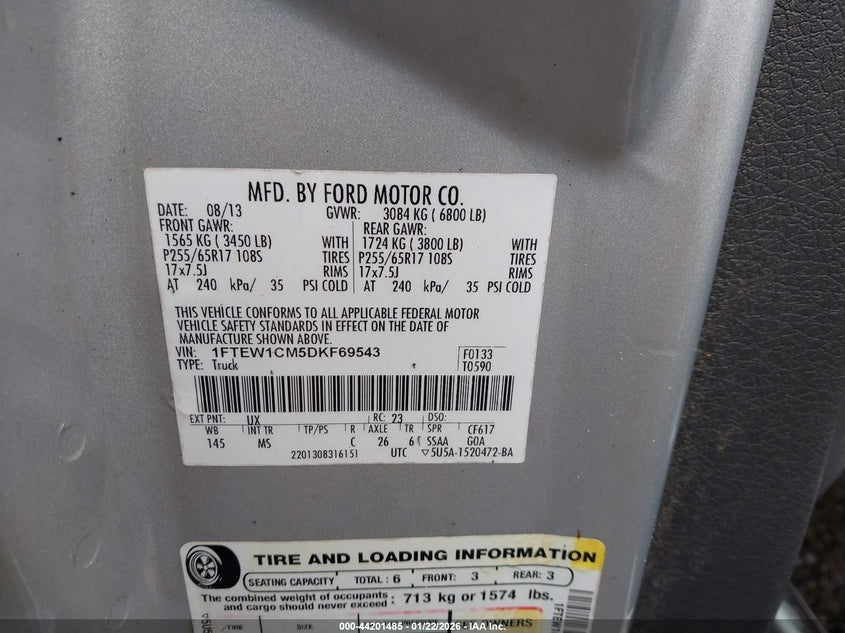 MFD. BY FORD MOTOR CO.
DATE: 08/13 GVWR: 3084 KG ( 6800 LB)
FRONT GAWR: REAR GAWR:
1565 KG ( 3450 LB) WITH 1724 KG ( 3800 LB) WITH
P255/65R17 108S TIRES P255/65R17 108S TIRES
17x7.5J RIMS 17x7.5J RIMS
AT 240 kPa/ 35 PSI COLD AT 240 kPa/ 35 PSI COLD
THIS VEHICLE CONFORMS TO ALL APPLICABLE FEDERAL MOTOR
VEHICLE SAFETY STANDARDS IN EFFECT ON THE DATE OF
MANUFACTURE SHOWN ABOVE.
VIN: 1FTEW1CM5DKF69543 F0133
TYPE: Truck T0590
EXT PNT: UX RC: 23 DSO:
WB INT TR TP/PS R AXLE TR SPR CF617
145 MS C 26 6 SSAA G0A
2201308316151 UTC ▽5U5A-1520472-BA
TIRE AND LOADING INFORMATION
SEATING CAPACITY TOTAL : 6 FRONT: 3 REAR: 3
The combined weight of occupants and cargo should never exceed : 713 kg or 1574 lbs.
TIRE SIZE OWNERS
▽5U5
1FTEW1
000-44201485 - 01/22/2026 - IAA Inc.